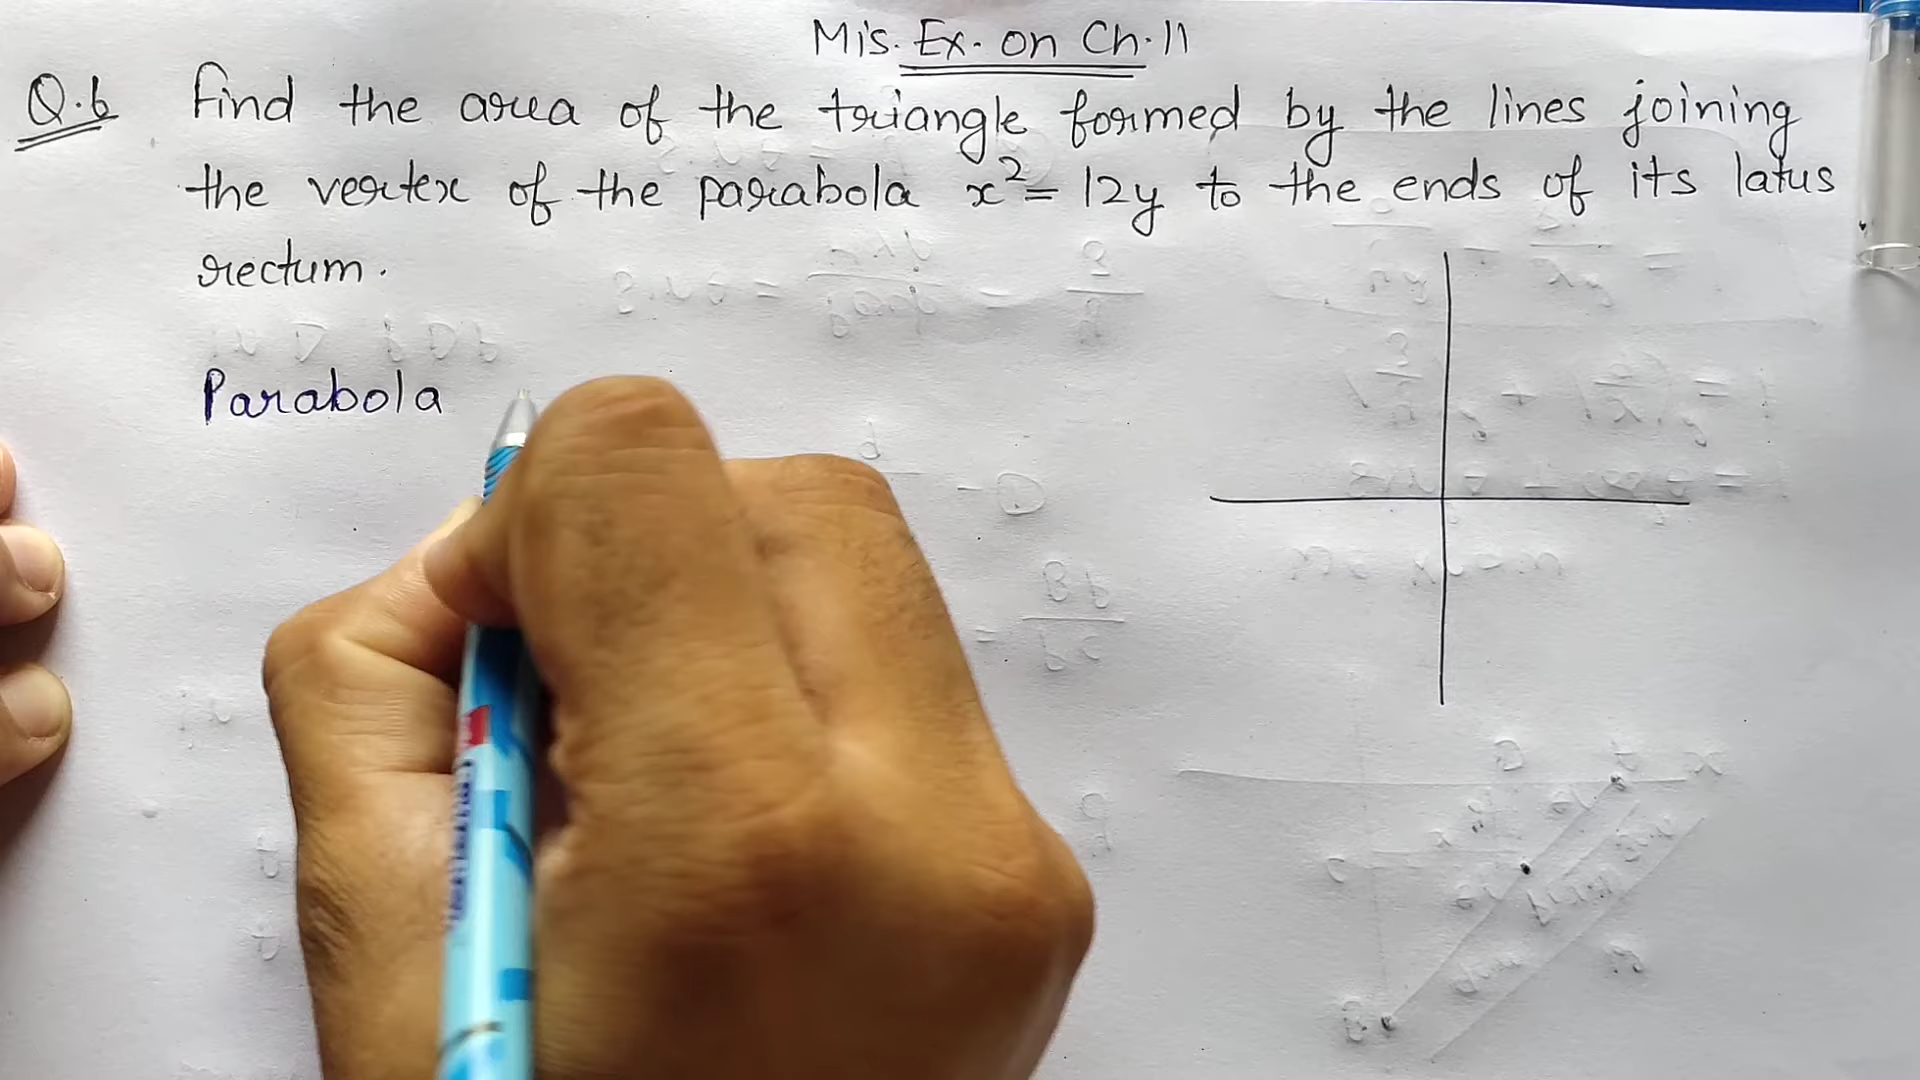 Mis. Ex. on Ch. 11
Q.6 Find the area of the triangle formed by the lines joining
the vertex of the parabola x² = 12y to the ends of its latus
rectum.
Parabola